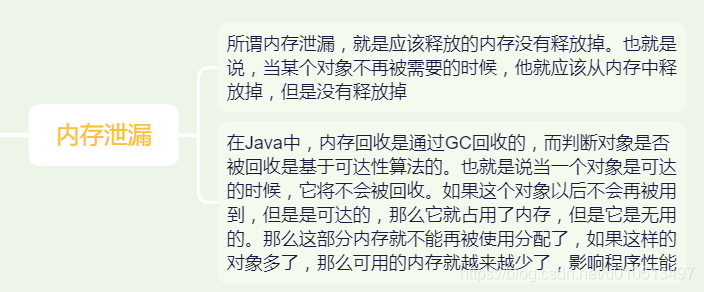 内存泄漏
所谓内存泄漏，就是应该释放的内存没有释放掉。也就是
说，当某个对象不再被需要的时候，他就应该从内存中释
放掉，但是没有释放掉
在Java中，内存回收是通过GC回收的，而判断对象是否
被回收是基于可达性算法的。也就是说当一个对象是可达
的时候，它将不会被回收。如果这个对象以后不会再被用
到，但是是可达的，那么它就占用了内存，但是它是无用
的。那么这部分内存就不能再被使用分配了，如果这样的
对象多了，那么可用的内存就越来越少了，影响程序性能